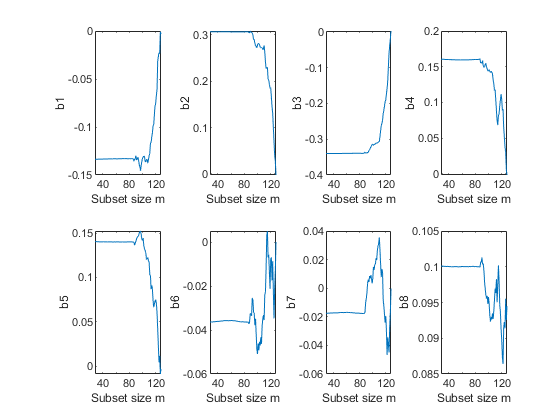 0
-0.05
-0.1
-0.15
b1
40 80 120
Subset size m
0.3
0.2
0.1
0
b2
40 80 120
Subset size m
0
-0.1
-0.2
-0.3
-0.4
b3
40 80 120
Subset size m
0.2
0.15
0.1
0.05
0
b4
40 80 120
Subset size m
0.15
0.1
0.05
0
b5
40 80 120
Subset size m
0
-0.02
-0.04
-0.06
b6
40 80 120
Subset size m
0.04
0.02
0
-0.02
-0.04
-0.06
b7
40 80 120
Subset size m
0.105
0.1
0.095
0.09
0.085
b8
40 80 120
Subset size m